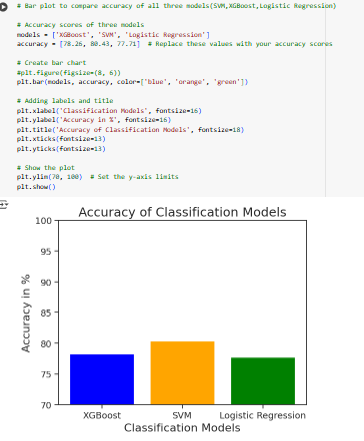 # Bar plot to compare accuracy of all three models(SVM,XGBoost,Logistic Regression)
# Accuracy scores of three models
models = ['XGBoost', 'SVM', 'Logistic Regression']
accuracy = [78.26, 80.43, 77.71]  # Replace these with your accuracy scores
# Create bar chart
#plt.figure(figsize=(8, 6))
plt.bar(models, accuracy, color=['blue', 'orange', 'green'])
# Adding labels and title
plt.xlabel('Classification Models', fontsize=16)
plt.ylabel('Accuracy in %', fontsize=16)
plt.title('Accuracy of Classification Models', fontsize=18)
plt.xticks(fontsize=13)
plt.yticks(fontsize=13)
# Show the plot
plt.ylim(70, 100)  # Set the y-axis limits
plt.show()
Accuracy of Classification Models
100
95
90
85
80
75
70
Accuracy in %
XGBoost SVM Logistic Regression
Classification Models